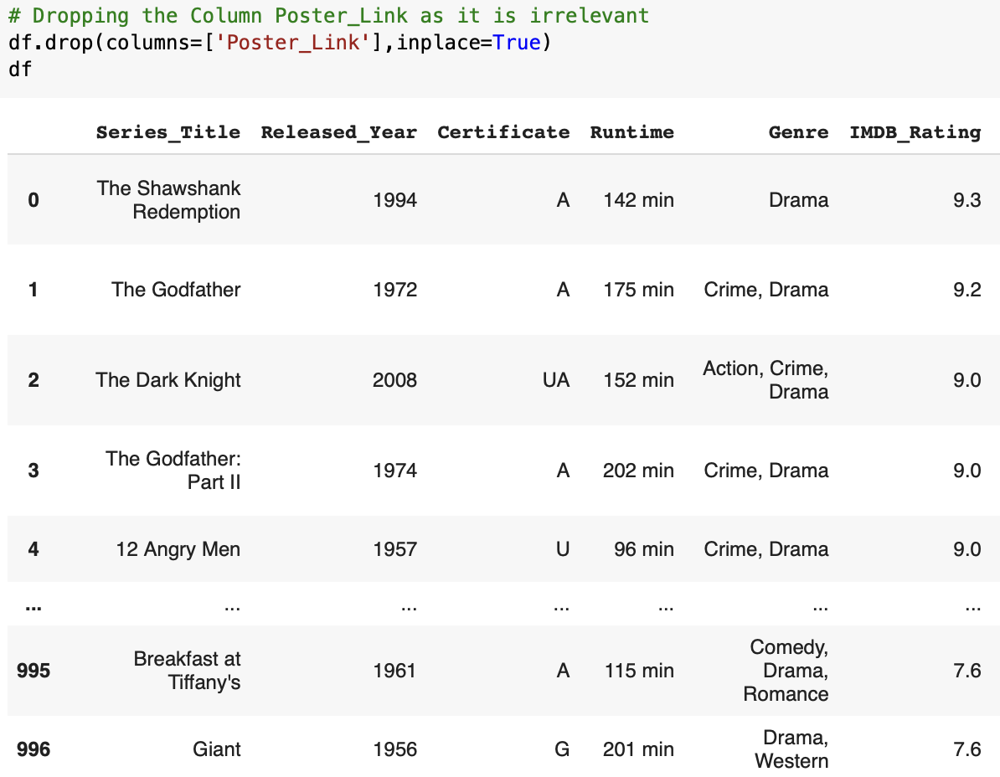 # Dropping the Column Poster_Link as it is irrelevant
df.drop(columns=['Poster_Link'],inplace=True)
df
Series_Title Released_Year Certificate Runtime Genre IMDB_Rating
0 The Shawshank Redemption 1994 A 142 min Drama 9.3
1 The Godfather 1972 A 175 min Crime, Drama 9.2
2 The Dark Knight 2008 UA 152 min Action, Crime, Drama 9.0
3 The Godfather: Part II 1974 A 202 min Crime, Drama 9.0
4 12 Angry Men 1957 U 96 min Crime, Drama 9.0
... ... ... ... ... ... ...
995 Breakfast at Tiffany's 1961 A 115 min Comedy, Drama, Romance 7.6
996 Giant 1956 G 201 min Drama, Western 7.6